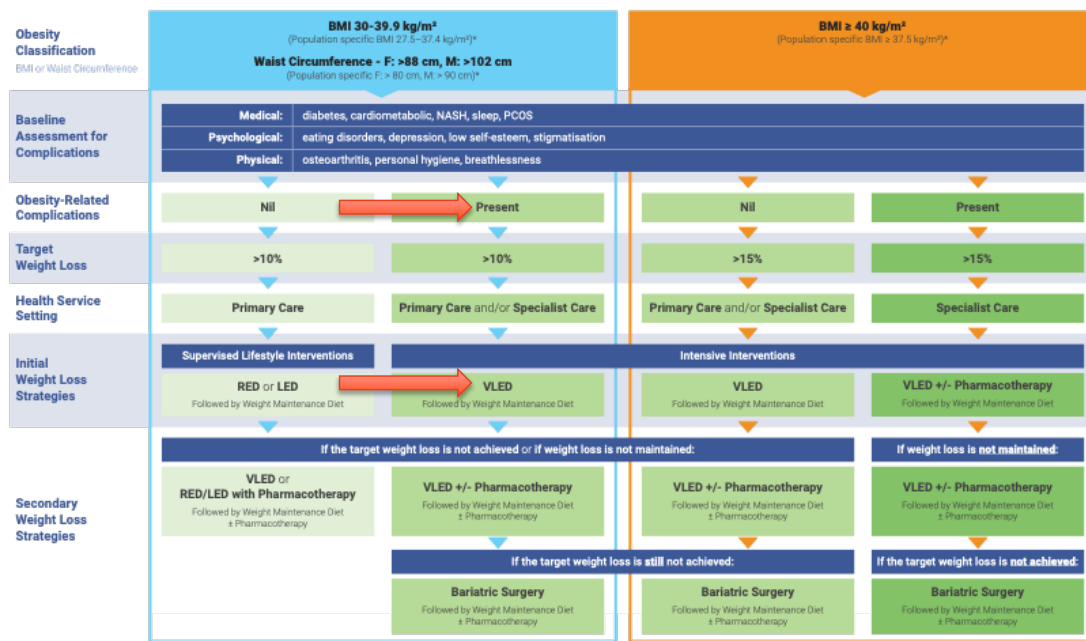 Obesity
Classification
BMI or Waist Circumference
BMI 30-39.9 kg/m²
(Population specific BMI 27.5–37.4 kg/m²)*
Waist Circumference - F: >88 cm, M: >102 cm
(Population specific F: > 80 cm, M: > 90 cm)*
BMI ≥ 40 kg/m²
(Population specific BMI ≥ 37.5 kg/m²)*
Baseline
Assessment for
Complications
Medical: diabetes, cardiometabolic, NASH, sleep, PCOS
Psychological: eating disorders, depression, low self-esteem, stigmatisation
Physical: osteoarthritis, personal hygiene, breathlessness
Obesity-Related
Complications
Nil
Present
Nil
Present
Target
Weight Loss
>10%
>10%
>15%
>15%
Health Service
Setting
Primary Care
Primary Care and/or Specialist Care
Primary Care and/or Specialist Care
Specialist Care
Initial
Weight Loss
Strategies
Supervised Lifestyle Interventions
Intensive Interventions
RED or LED
Followed by Weight Maintenance Diet
VLED
Followed by Weight Maintenance Diet
VLED
Followed by Weight Maintenance Diet
VLED +/- Pharmacotherapy
Followed by Weight Maintenance Diet
Secondary
Weight Loss
Strategies
If the target weight loss is not achieved or if weight loss is not maintained:
If weight loss is not maintained:
VLED or
RED/LED with Pharmacotherapy
Followed by Weight Maintenance Diet
± Pharmacotherapy
VLED +/- Pharmacotherapy
Followed by Weight Maintenance Diet
± Pharmacotherapy
VLED +/- Pharmacotherapy
Followed by Weight Maintenance Diet
± Pharmacotherapy
VLED +/- Pharmacotherapy
Followed by Weight Maintenance Diet
± Pharmacotherapy
If the target weight loss is still not achieved:
If the target weight loss is not achieved:
Bariatric Surgery
Followed by Weight Maintenance Diet
± Pharmacotherapy
Bariatric Surgery
Followed by Weight Maintenance Diet
± Pharmacotherapy
Bariatric Surgery
Followed by Weight Maintenance Diet
± Pharmacotherapy